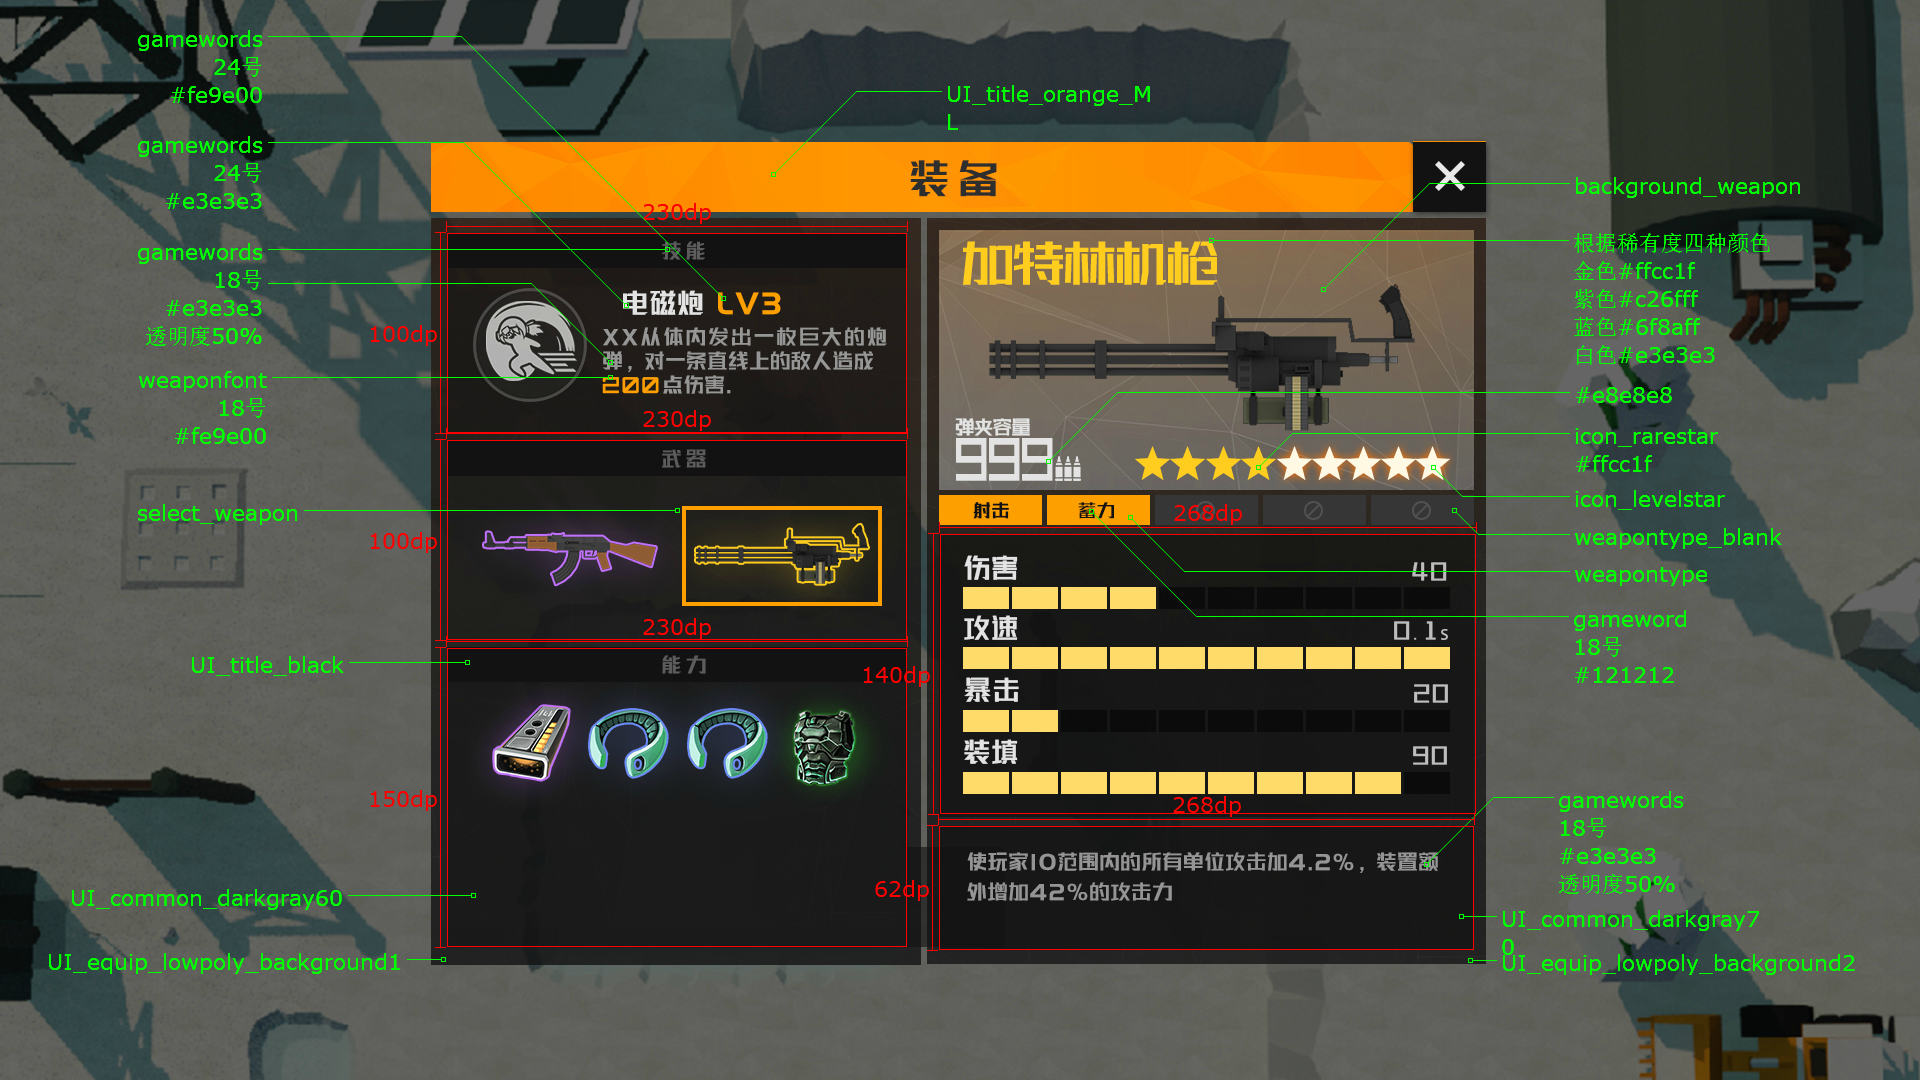 gamewords
24号
#fe9e00
gamewords
24号
#e3e3e3
gamewords
18号
#e3e3e3
透明度50%
weaponfont
18号
#fe9e00
select_weapon
UI_title_black
UI_common_darkgray60
UI_equip_lowpoly_background1
UI_title_orange_M
L
装备
230dp
技能
100dp
电磁炮 LV3
XX从体内发出一枚巨大的炮
弹，对一条直线上的敌人造成
200点伤害.
230dp
武器
100dp
230dp
能力
150dp
加特林机枪
弹夹容量
999
射击
蓄力
268dp
140dp
伤害
40
攻速
0.1s
暴击
20
装填
90
268dp
62dp
使玩家10范围内的所有单位攻击加4.2%，装置额
外增加42%的攻击力
background_weapon
根据稀有度四种颜色
金色#ffcc1f
紫色#c26fff
蓝色#6f8aff
白色#e3e3e3
#e8e8e8
icon_rarestar
#ffcc1f
icon_levelstar
weapontype_blank
weapontype
gameword
18号
#121212
gamewords
18号
#e3e3e3
透明度50%
UI_common_darkgray7
0
UI_equip_lowpoly_background2